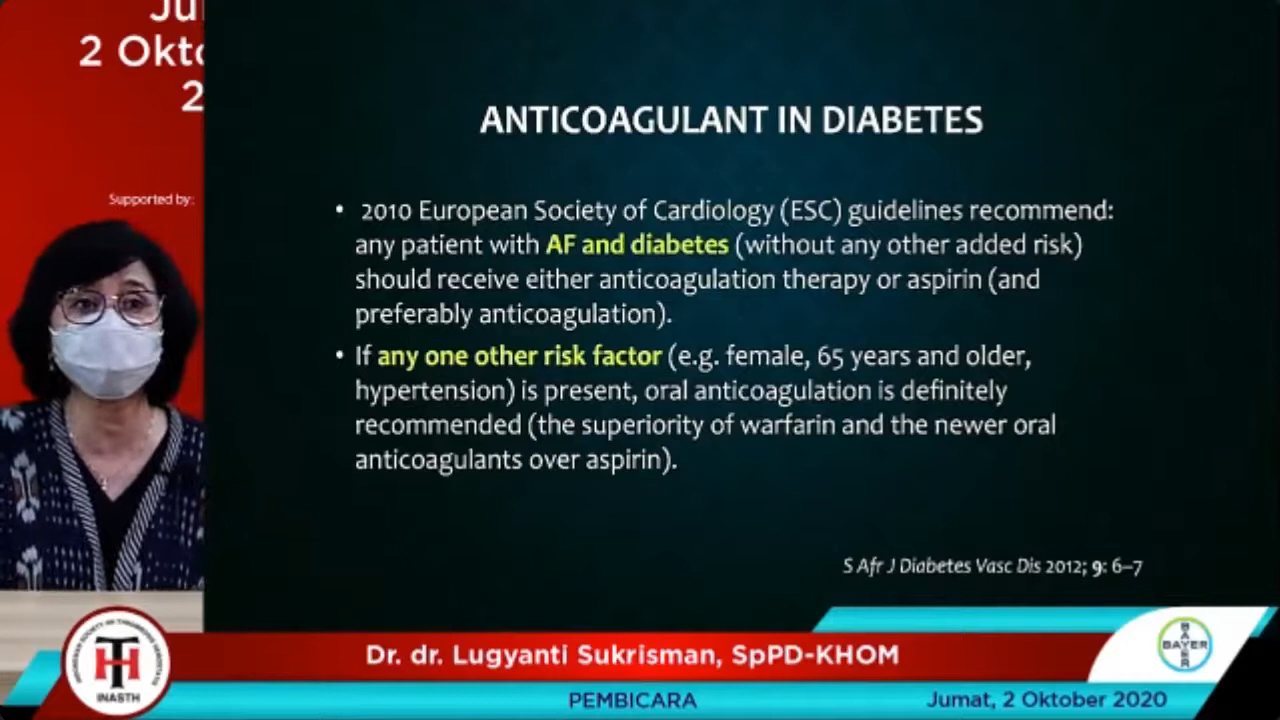 2
Supported by:
ANTICOAGULANT IN DIABETES
• 2010 European Society of Cardiology (ESC) guidelines recommend:
any patient with AF and diabetes (without any other added risk)
should receive either anticoagulation therapy or aspirin (and
preferably anticoagulation).
• If any one other risk factor (e.g. female, 65 years and older,
hypertension) is present, oral anticoagulation is definitely
recommended (the superiority of warfarin and the newer oral
anticoagulants over aspirin).
S Afr J Diabetes Vasc Dis 2012; 9: 6–7
INASTH
Dr. dr. Lugyanti Sukrisman, SpPD-KHOM
PEMBICARA
Jumat, 2 Oktober 2020
BAYER